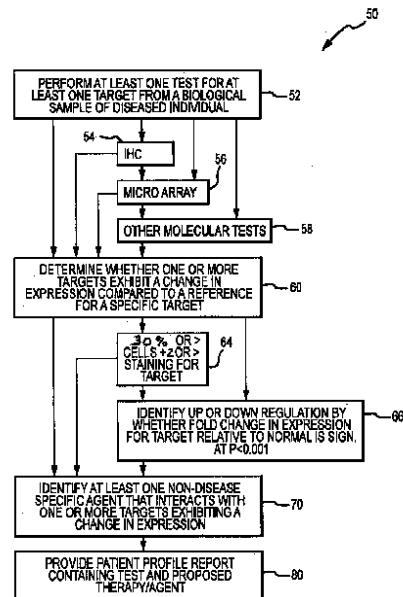 50
PERFORM AT LEAST ONE TEST FOR AT
LEAST ONE TARGET FROM A BIOLOGICAL
SAMPLE OF DISEASED INDIVIDUAL
52
54
IHC
56
MICRO ARRAY
OTHER MOLECULAR TESTS
58
DETERMINE WHETHER ONE OR MORE
TARGETS EXHIBIT A CHANGE IN
EXPRESSION COMPARED TO A REFERENCE
FOR A SPECIFIC TARGET
60
30% OR >
CELLS +2 OR >
STAINING FOR
TARGET
64
IDENTIFY UP OR DOWN REGULATION BY
WHETHER FOLD CHANGE IN EXPRESSION
FOR TARGET RELATIVE TO NORMAL IS SIGN.
AT P<0.001
66
IDENTIFY AT LEAST ONE NON-DISEASE
SPECIFIC AGENT THAT INTERACTS WITH
ONE OR MORE TARGETS EXHIBITING A
CHANGE IN EXPRESSION
70
PROVIDE PATIENT PROFILE REPORT
CONTAINING TEST AND PROPOSED
THERAPY/AGENT
80